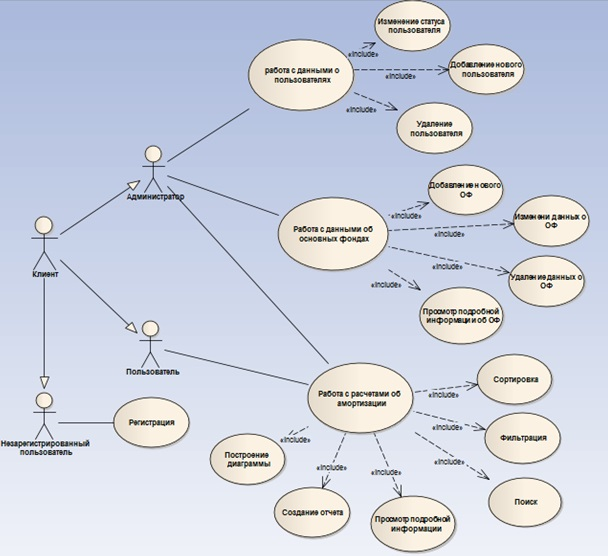 Изменение статуса
пользователя
«include»
работа с данными о
пользователях
«include»
Добавление нового
пользователя
«include»
Удаление
пользователя
Администратор
Добавление нового
ОФ
«include»
Работа с данными об
основных фондах
«include»
Изменени данных о
ОФ
«include»
Удаление данных о
ОФ
«include»
Просмотр подробной
информации об ОФ
Клиент
Пользователь
Работа с расчетами об
амортизации
«include»
Сортировка
Незарегистрированный
пользователь
Регистрация
«include»
Фильтрация
«include»
Построение
диаграммы
«include»
Поиск
«include»
Создание отчета
«include»
Просмотр подробной
информации